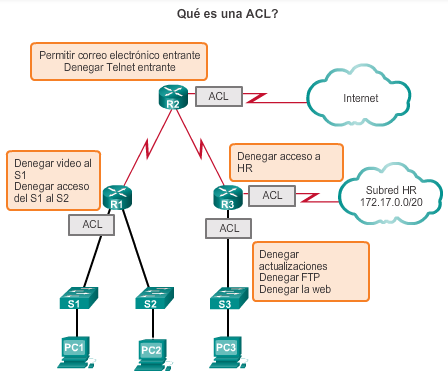 Qué es una ACL?
Permitir correo electrónico entrante
Denegar Telnet entrante
R2
ACL
Internet
Denegar video al
S1
Denegar acceso
del S1 al S2
Denegar acceso a
HR
R1
ACL
R3
ACL
Subred HR
172.17.0.0/20
ACL
Denegar
actualizaciones
Denegar FTP
Denegar la web
S1
S2
S3
PC1
PC2
PC3